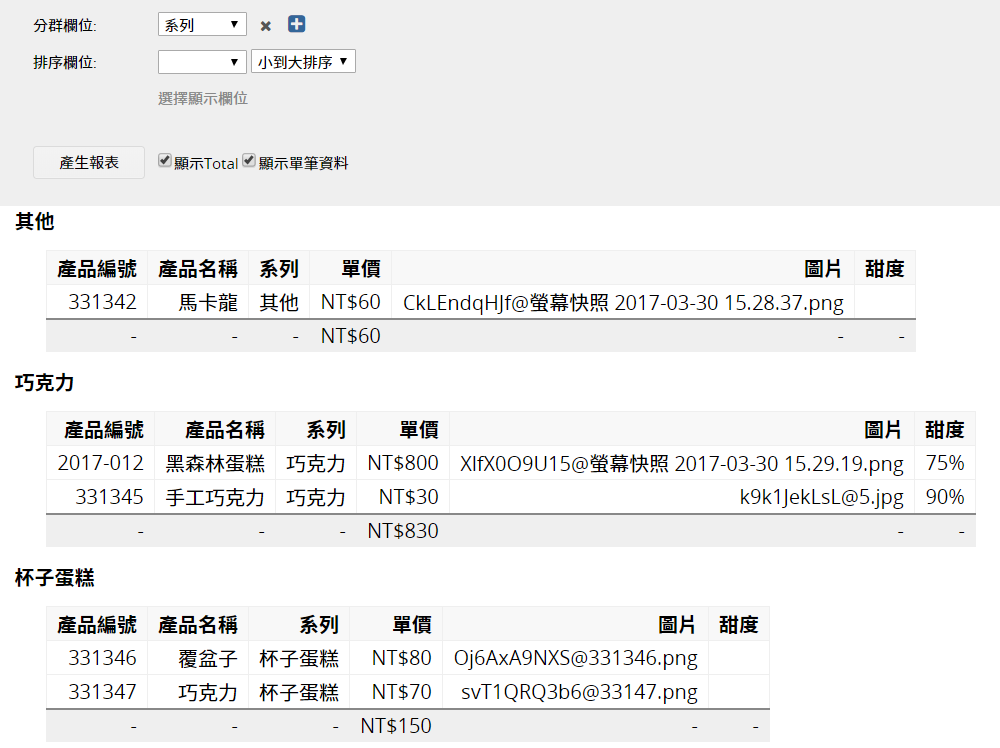 分群欄位: 系列
排序欄位: 小到大排序
選擇顯示欄位
產生報表 顯示Total 顯示單筆資料
其他
產品編號 產品名稱 系列 單價 圖片 甜度
331342 馬卡龍 其他 NT$60 CkLEndqHJf@螢幕快照 2017-03-30 15.28.37.png
- - - NT$60 - -
巧克力
產品編號 產品名稱 系列 單價 圖片 甜度
2017-012 黑森林蛋糕 巧克力 NT$800 XIfX0O9U15@螢幕快照 2017-03-30 15.29.19.png 75%
331345 手工巧克力 巧克力 NT$30 k9k1JekLsL@5.jpg 90%
- - - NT$830 - -
杯子蛋糕
產品編號 產品名稱 系列 單價 圖片 甜度
331346 覆盆子 杯子蛋糕 NT$80 Oj6AxA9NXS@331346.png
331347 巧克力 杯子蛋糕 NT$70 svT1QRQ3b6@33147.png
- - - NT$150 - -